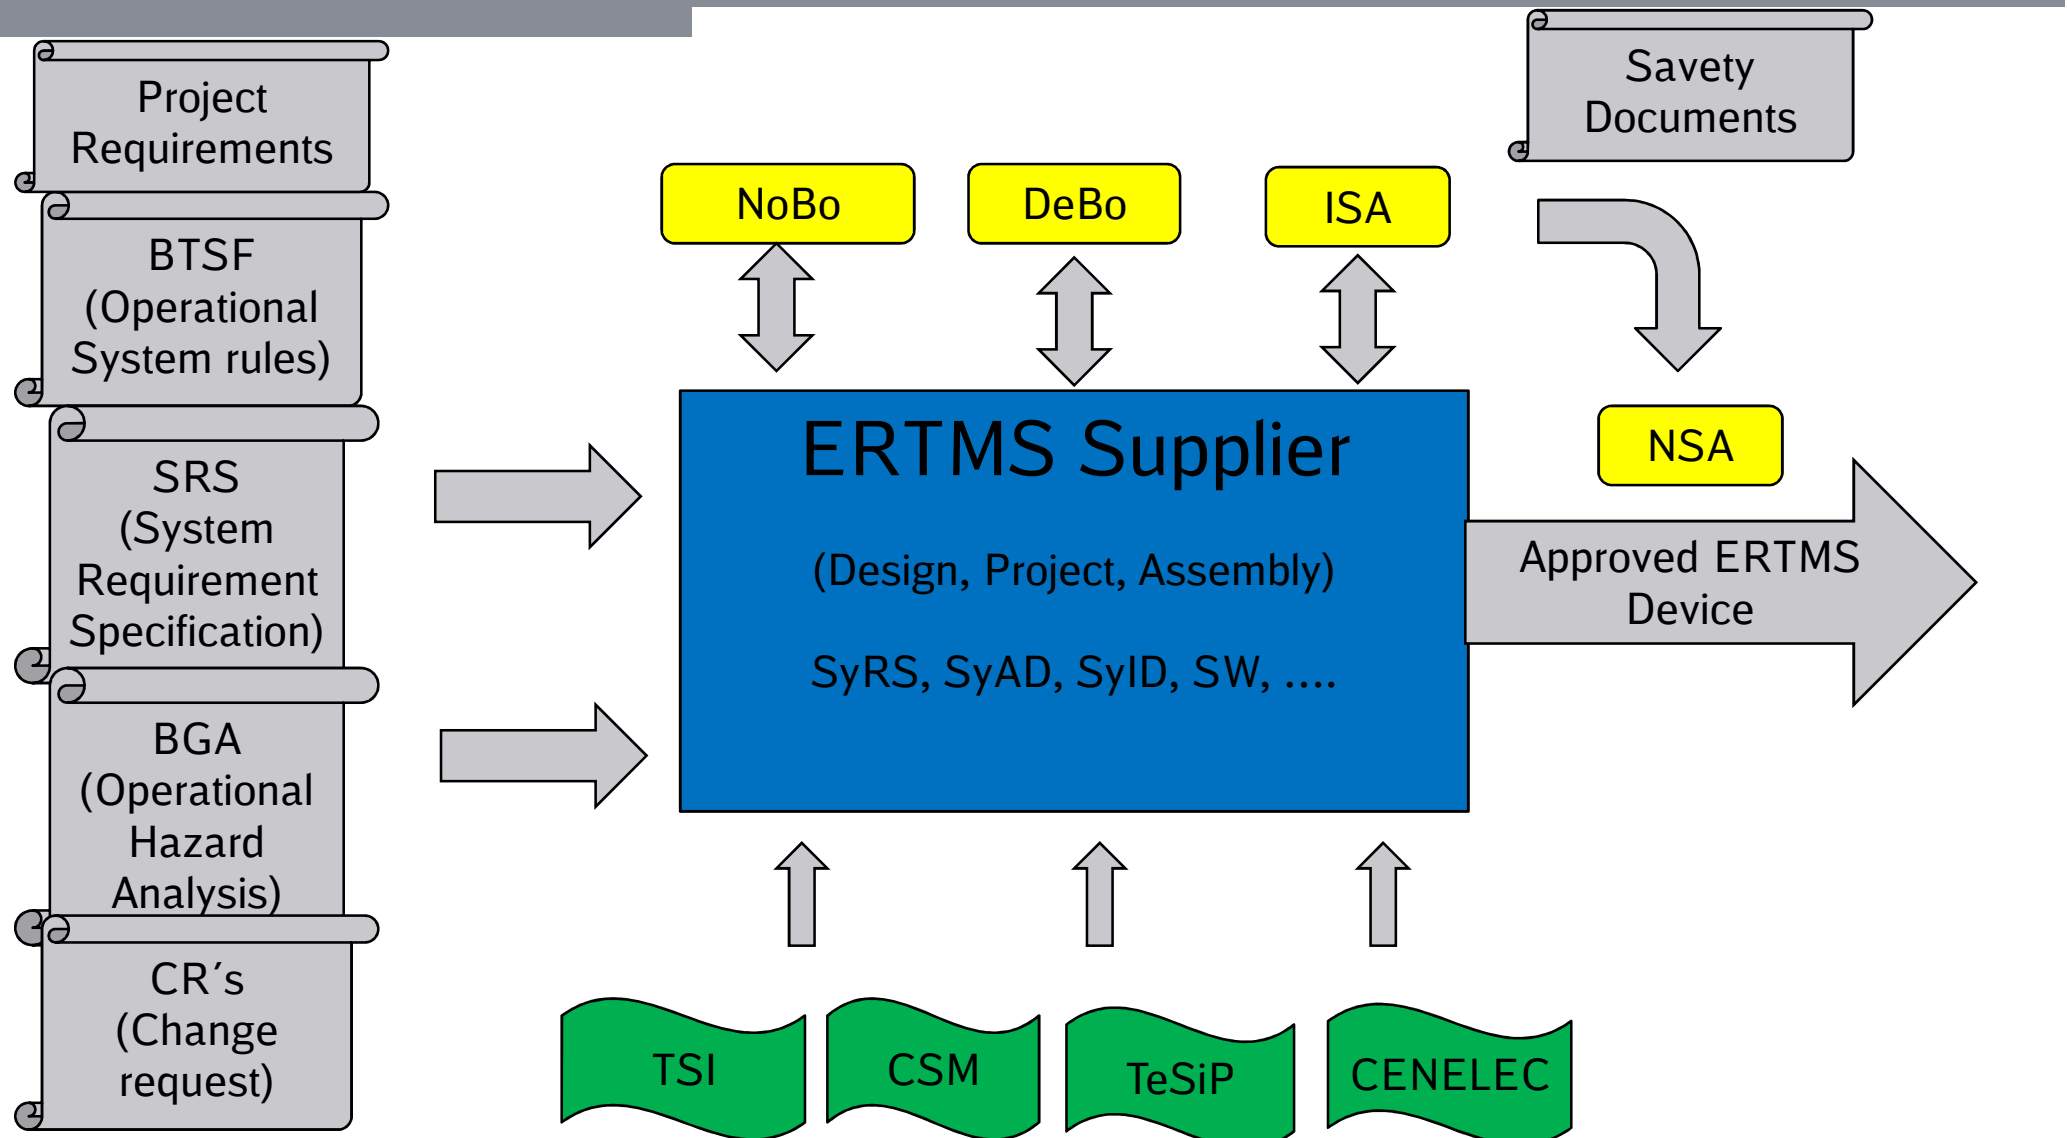 Project
Requirements
BTSF
(Operational
System rules)
SRS
(System
Requirement
Specification)
BGA
(Operational
Hazard
Analysis)
CR´s
(Change
request)
NoBo
DeBo
ISA
Savety
Documents
NSA
ERTMS Supplier
(Design, Project, Assembly)
SyRS, SyAD, SyID, SW, ....
Approved ERTMS
Device
TSI
CSM
TeSiP
CENELEC